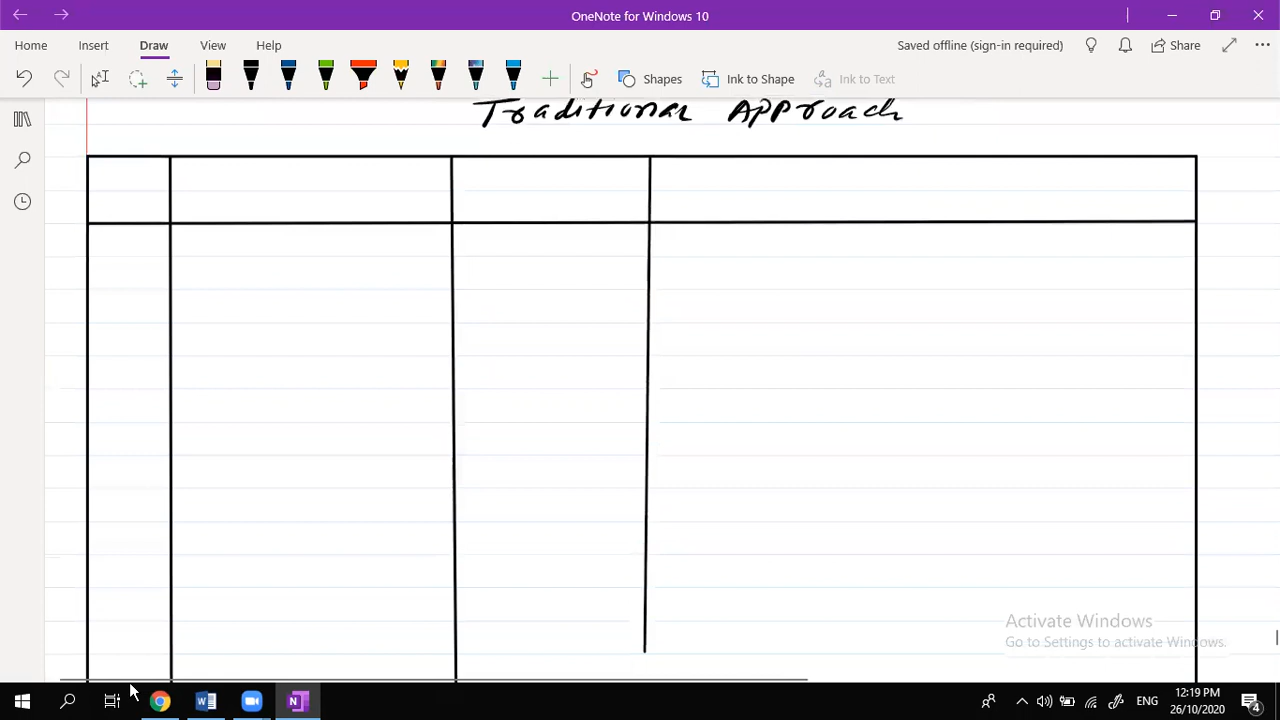 OneNote for Windows 10
Home Insert Draw View Help Saved offline (sign-in required) Share
Shapes Ink to Shape Ink to Text
Traditional Approach
Activate Windows
Go to Settings to activate Windows.
W N ENG 12:19 PM
26/10/2020 4